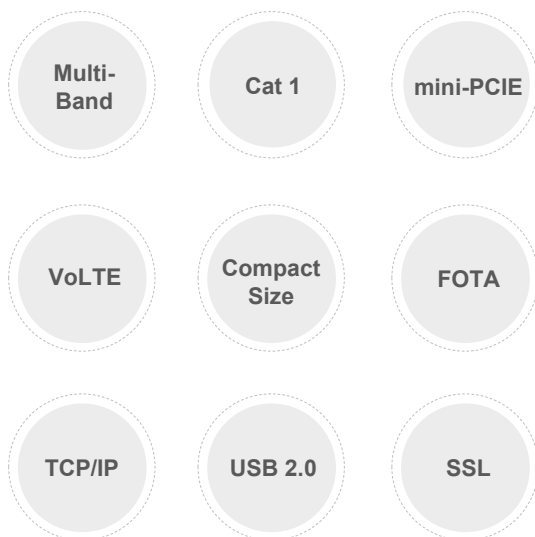 Multi-
Band
Cat 1
mini-PCIE
VoLTE
Compact
Size
FOTA
TCP/IP
USB 2.0
SSL